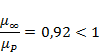 μ∞/μP = 0,92 < 1